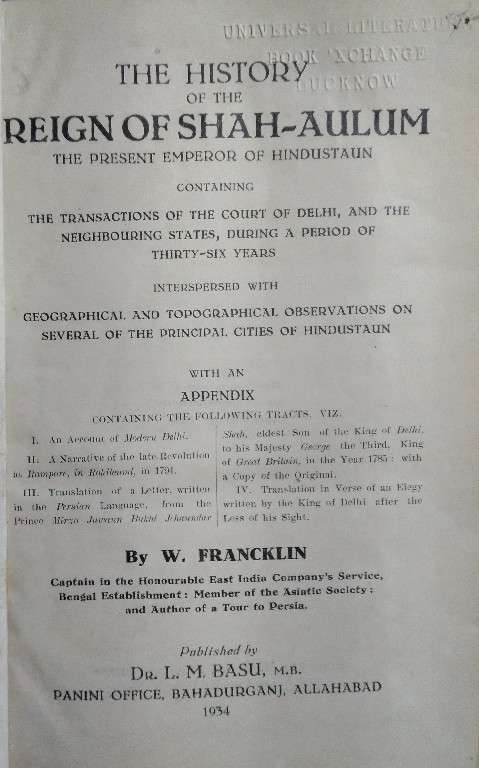 UNIVERSAL LITERATURE
BOOK 'XCHANGE
LUCKNOW
THE HISTORY
OF THE
REIGN OF SHAH-AULUM
THE PRESENT EMPEROR OF HINDUSTAUN
CONTAINING
THE TRANSACTIONS OF THE COURT OF DELHI, AND THE
NEIGHBOURING STATES, DURING A PERIOD OF
THIRTY-SIX YEARS
INTERSPERSED WITH
GEOGRAPHICAL AND TOPOGRAPHICAL OBSERVATIONS ON
SEVERAL OF THE PRINCIPAL CITIES OF HINDUSTAUN
WITH AN
APPENDIX
CONTAINING THE FOLLOWING TRACTS, VIZ.
I. An Account of Modern Delhi.
II: A Narrative of the late Revolution
to Rampore, in Rohilcund, in 1794.
III. Translation of a Letter, written
in the Persian Language, from the
Prince Mirza Juwaun Bukht Jehaundar
Shah, eldest Son of the King of Delhi,
to his Majesty George the Third, King
of Great Britain, in the Year 1785: with
a Copy of the Qriginal.
IV. Translation in Verse of an Elegy
written by the King of Delhi after the
Loss of his Sight.
By W. FRANCKLIN
Captain in the Honourable East India Company's Service,
Bengal Establishment: Member of the Asiatic Society:
and Author of a Tour to Persia.
Published by
DR. L. M. BASU, M.B.
PANINI OFFICE, BAHADURGANJ, ALLAHABAD
1934